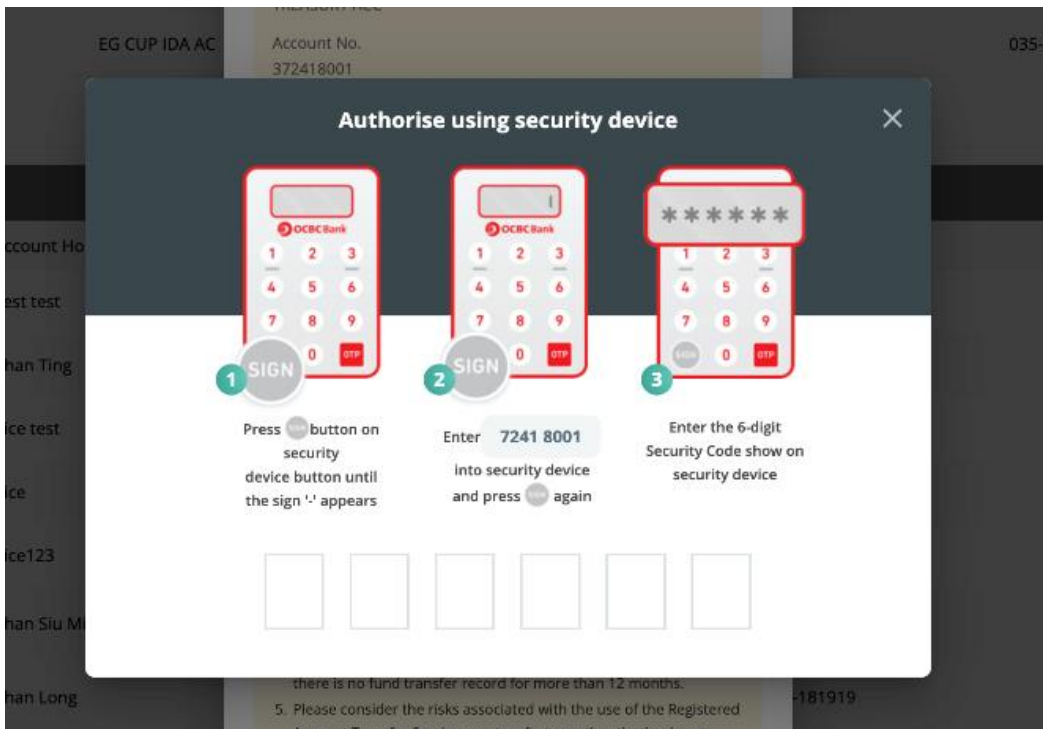 TREASURY ACC
EG CUP IDA AC
Account No.
035-
372418001
Authorise using security device
OCBC Bank
1 2 3
4 5 6
7 8 9
SIGN 0 OTP
1
OCBC Bank
1 2 3
4 5 6
7 8 9
SIGN 0 OTP
2
******
1 2 3
4 5 6
7 8 9
SIGN 0 OTP
3
Press SIGN button on
security
device button until
the sign '-' appears
Enter 7241 8001
into security device
and press SIGN again
Enter the 6-digit
Security Code show on
security device
ccount Ho
est test
han Ting
ice test
ice
ice123
han Siu Mi
han Long
-181919
there is no fund transfer record for more than 12 months.
5. Please consider the risks associated with the use of the Registered